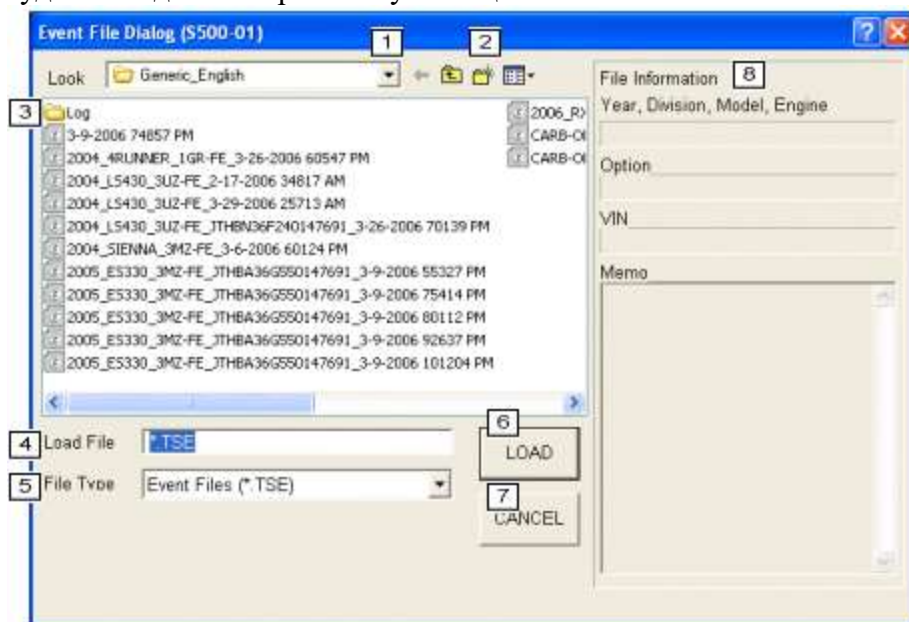 Event File Dialog (S500-01)
1 2
Look Generic_English
File Information 8
3 Log
3-9-2006 74857 PM
2004_4RUNNER_1GR-FE_3-26-2006 60547 PM
2004_LS430_3UZ-FE_2-17-2006 34817 AM
2004_LS430_3UZ-FE_3-29-2006 25713 AM
2004_LS430_3UZ-FE_JTHBN36F240147691_3-26-2006 70139 PM
2004_SIENNA_3MZ-FE_3-6-2006 60124 PM
2005_ES330_3MZ-FE_JTHBA36G550147691_3-9-2006 55327 PM
2005_ES330_3MZ-FE_JTHBA36G550147691_3-9-2006 75414 PM
2005_ES330_3MZ-FE_JTHBA36G550147691_3-9-2006 80112 PM
2005_ES330_3MZ-FE_JTHBA36G550147691_3-9-2006 92637 PM
2005_ES330_3MZ-FE_JTHBA36G550147691_3-9-2006 101204 PM
2006_RX
CARB-OB
CARB-OB
Year, Division, Model, Engine
Option
VIN
Memo
4 Load File *.TSE
6
LOAD
5 File Type Event Files (*.TSE)
7
CANCEL